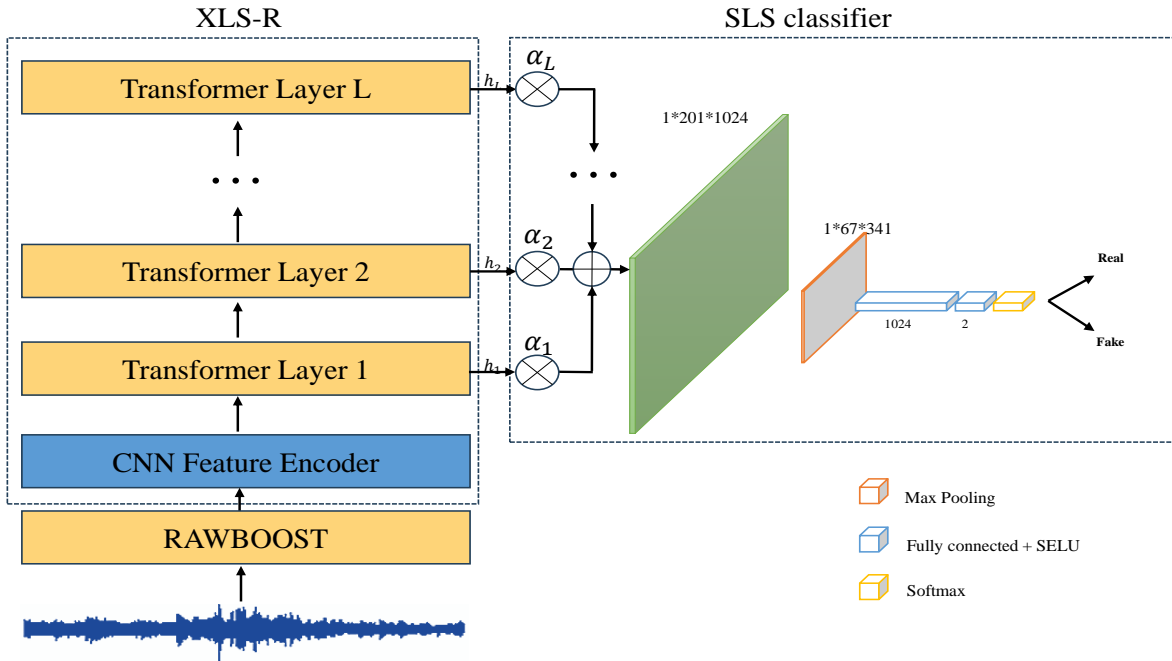 XLS-R
SLS classifier
Transformer Layer L
h_L
α_L
. . .
. . .
1*201*1024
Transformer Layer 2
h_2
α_2
1*67*341
1024
2
Real
Fake
Transformer Layer 1
h_1
α_1
CNN Feature Encoder
RAWBOOST
Max Pooling
Fully connected + SELU
Softmax